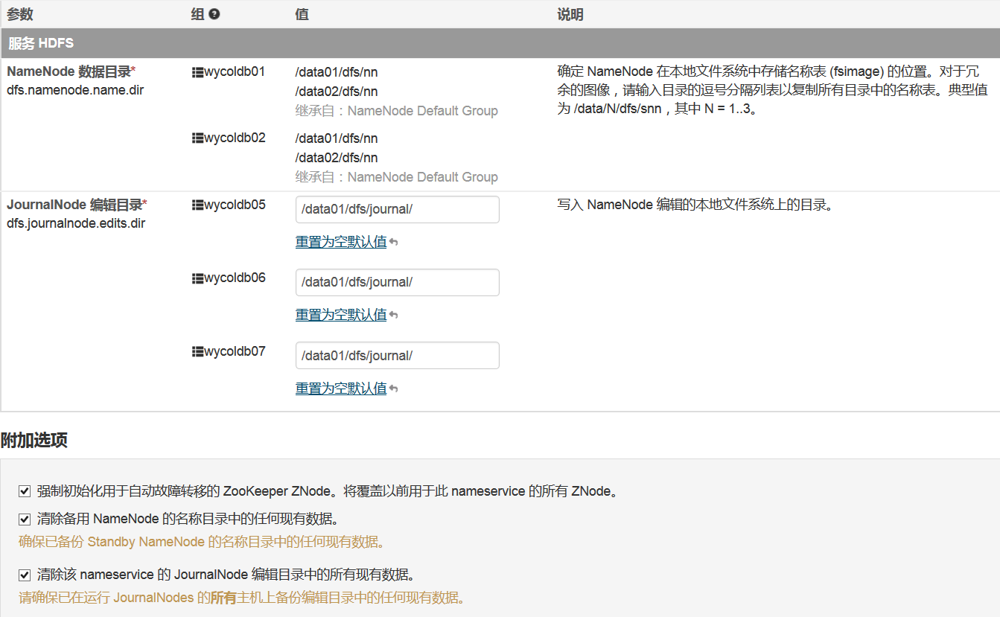 参数 组 值 说明
服务 HDFS
NameNode 数据目录* wycoldb01 /data01/dfs/nn 确定 NameNode 在本地文件系统中存储名称表 (fsimage) 的位置。对于冗
dfs.namenode.name.dir /data02/dfs/nn 余的图像，请输入目录的逗号分隔列表以复制所有目录中的名称表。典型值
继承自：NameNode Default Group 为 /data/N/dfs/snn，其中 N = 1..3。
wycoldb02 /data01/dfs/nn
/data02/dfs/nn
继承自：NameNode Default Group
JournalNode 编辑目录* wycoldb05 /data01/dfs/journal/ 写入 NameNode 编辑的本地文件系统上的目录。
dfs.journalnode.edits.dir
重置为空默认值
wycoldb06 /data01/dfs/journal/
重置为空默认值
wycoldb07 /data01/dfs/journal/
重置为空默认值
附加选项
强制初始化用于自动故障转移的 ZooKeeper ZNode。将覆盖以前用于此 nameservice 的所有 ZNode。
清除备用 NameNode 的名称目录中的任何现有数据。
确保已备份 Standby NameNode 的名称目录中的任何现有数据。
清除该 nameservice 的 JournalNode 编辑目录中的所有现有数据。
请确保已在运行 JournalNodes 的所有主机上备份编辑目录中的任何现有数据。